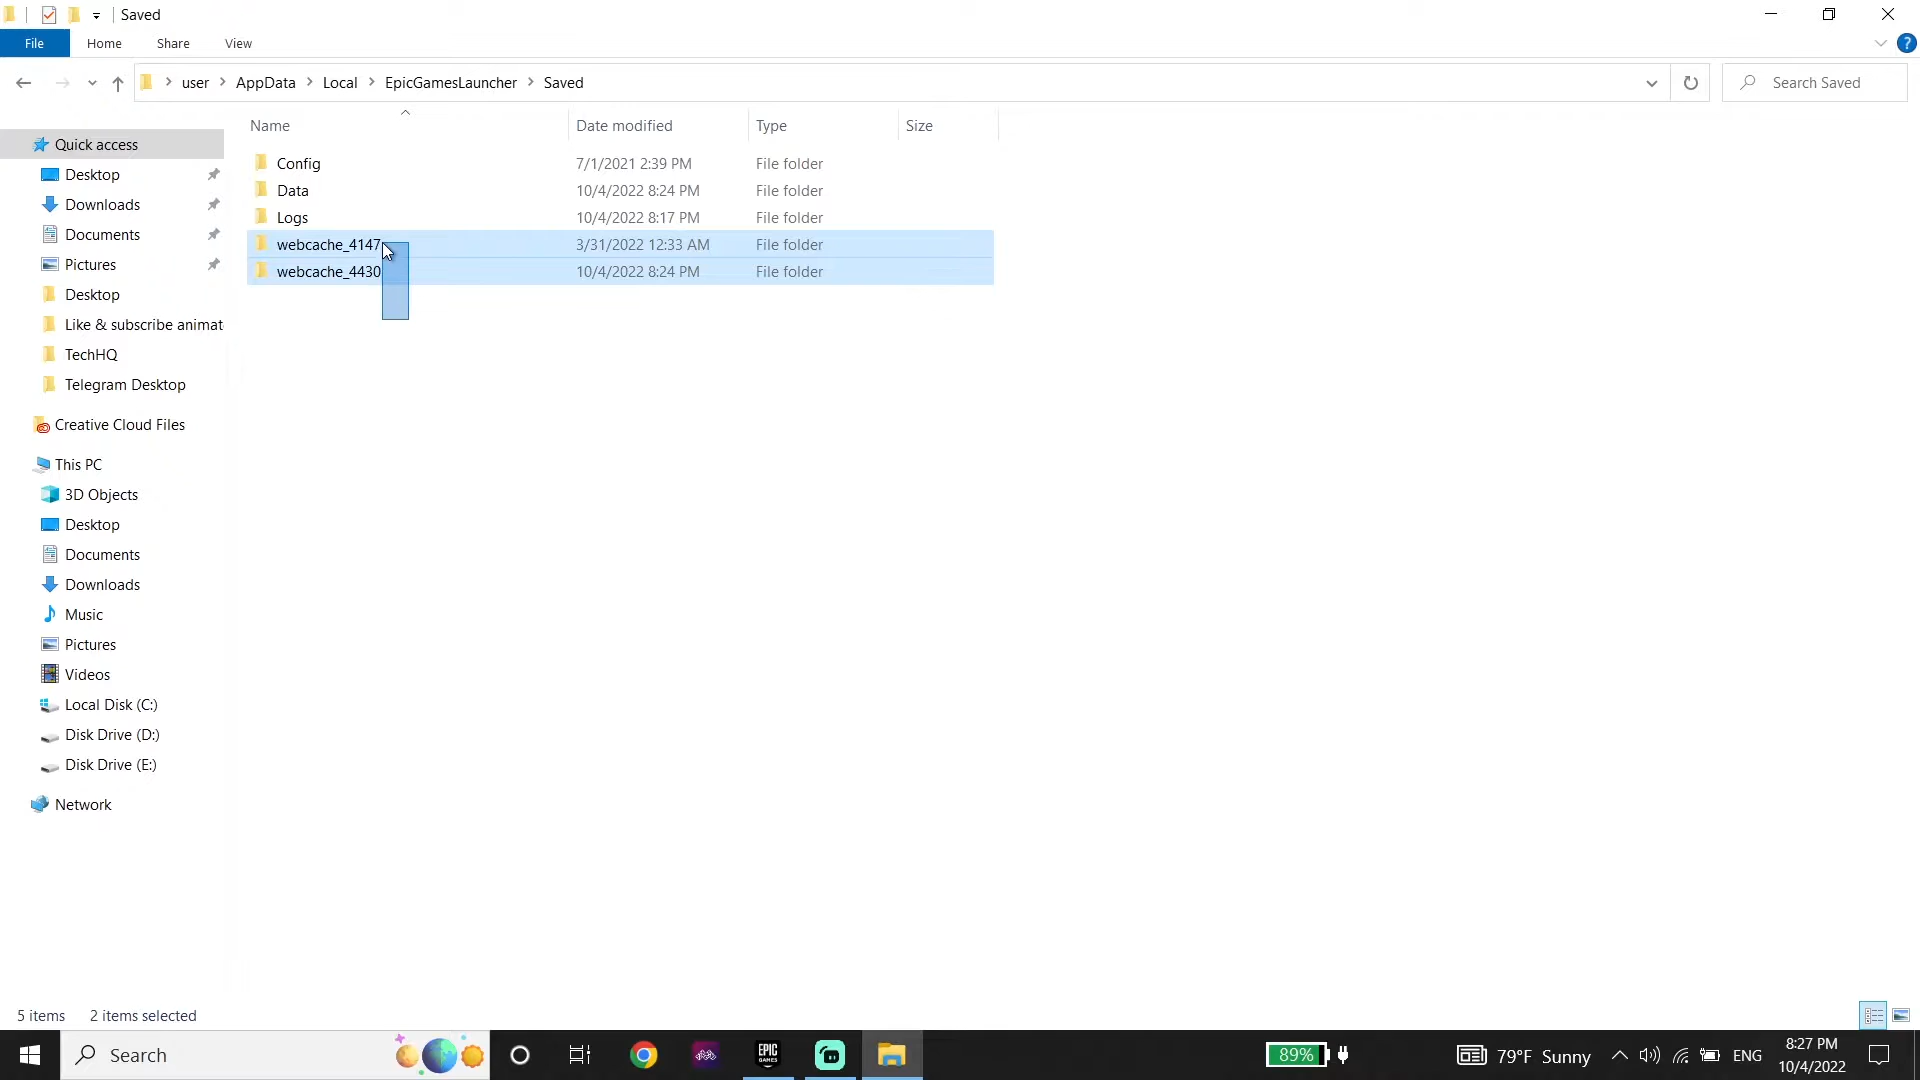 Saved
File Home Share View
user AppData Local EpicGamesLauncher Saved
Search Saved
Name Date modified Type Size
Quick access
Desktop
Downloads
Documents
Pictures
Desktop
Like & subscribe animat
TechHQ
Telegram Desktop
Creative Cloud Files
This PC
3D Objects
Desktop
Documents
Downloads
Music
Pictures
Videos
Local Disk (C:)
Disk Drive (D:)
Disk Drive (E:)
Network
Config 7/1/2021 2:39 PM File folder
Data 10/4/2022 8:24 PM File folder
Logs 10/4/2022 8:17 PM File folder
webcache_4147 3/31/2022 12:33 AM File folder
webcache_4430 10/4/2022 8:24 PM File folder
5 items 2 items selected
Search
EPIC
GAMES
89%
79°F Sunny
ENG
8:27 PM
10/4/2022